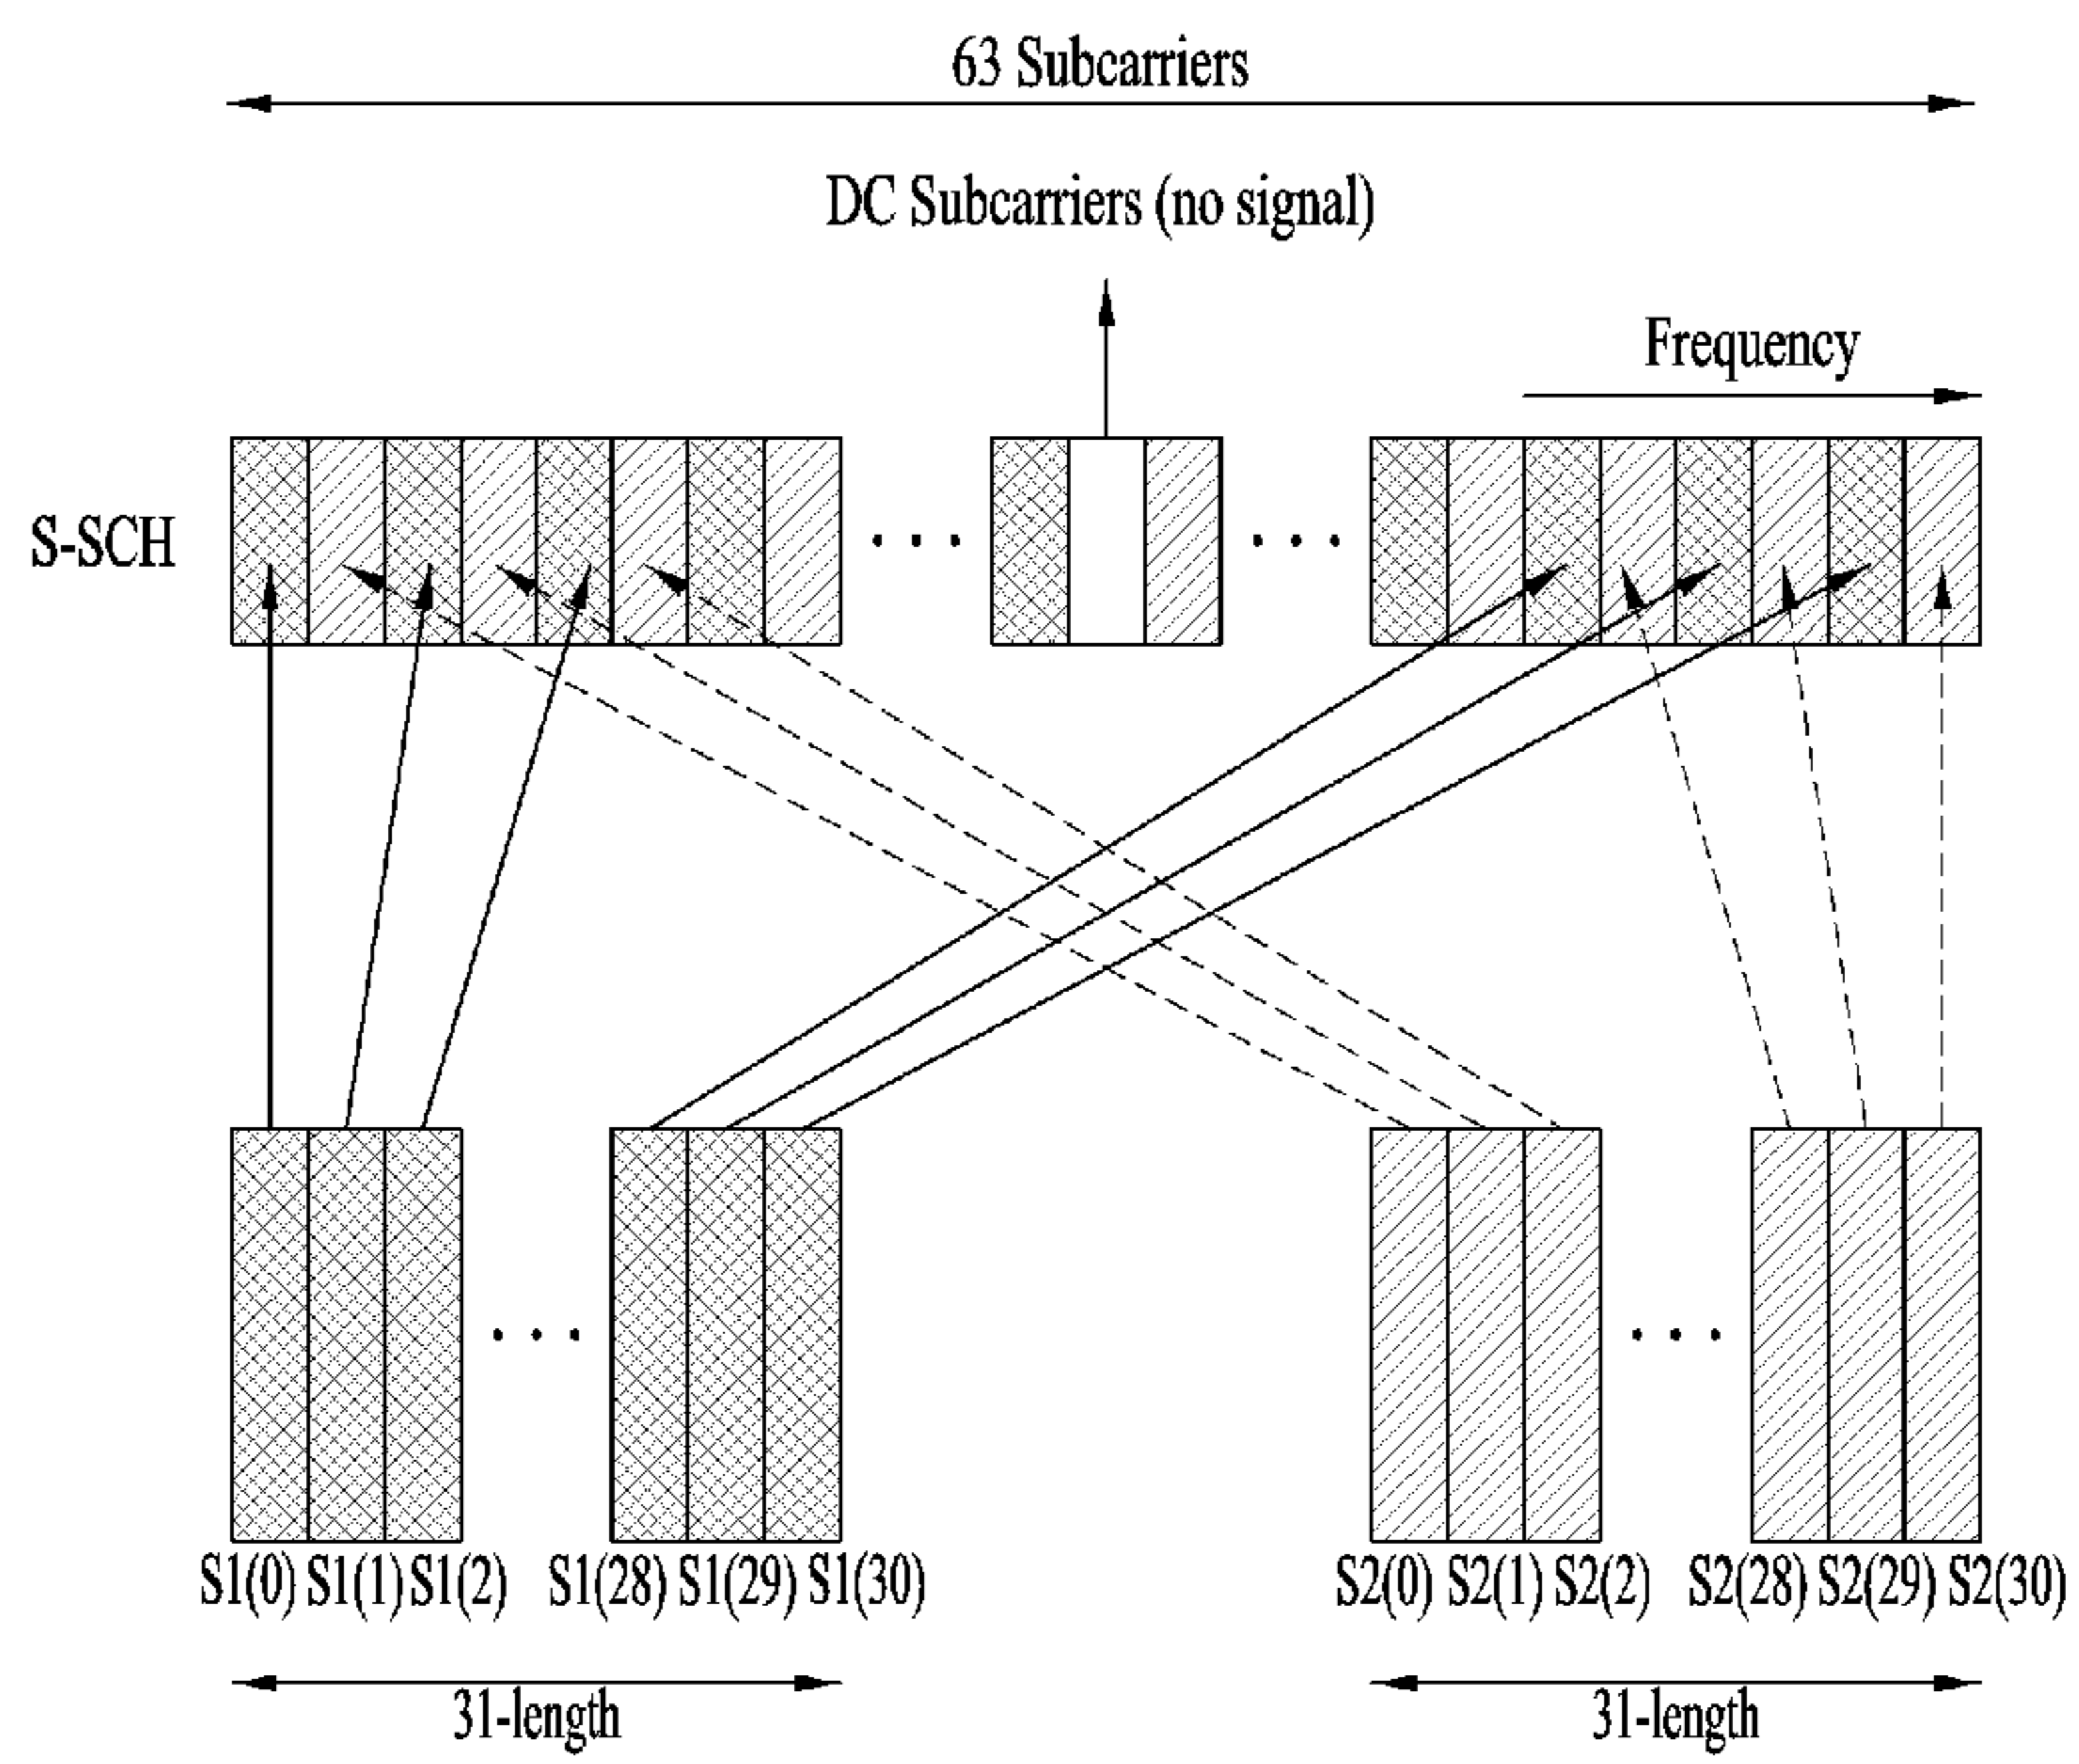 63 Subcarriers
DC Subcarriers (no signal)
Frequency
S-SCH
S1(0) S1(1) S1(2) S1(28) S1(29) S1(30) S2(0) S2(1) S2(2) S2(28) S2(29) S2(30)
31-length 31-length